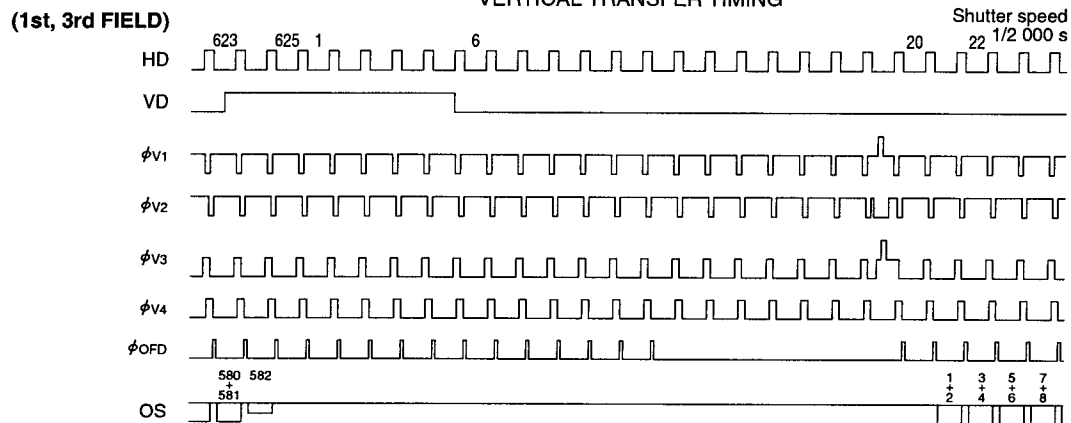 VERTICAL TRANSFER TIMING
(1st, 3rd FIELD)
Shutter speed
1/2 000 s
623 625 1 6 20 22
HD
VD
ϕV1
ϕV2
ϕV3
ϕV4
ϕOFD
580 + 581 582 1 + 2 3 + 4 5 + 6 7 + 8
OS